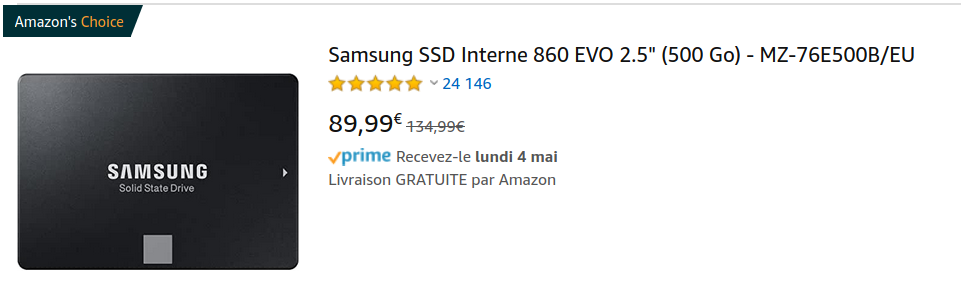 Amazon's Choice
Samsung SSD Interne 860 EVO 2.5" (500 Go) - MZ-76E500B/EU
24 146
89,99€ 134,99€
SAMSUNG
Solid State Drive
prime Recevez-le lundi 4 mai
Livraison GRATUITE par Amazon